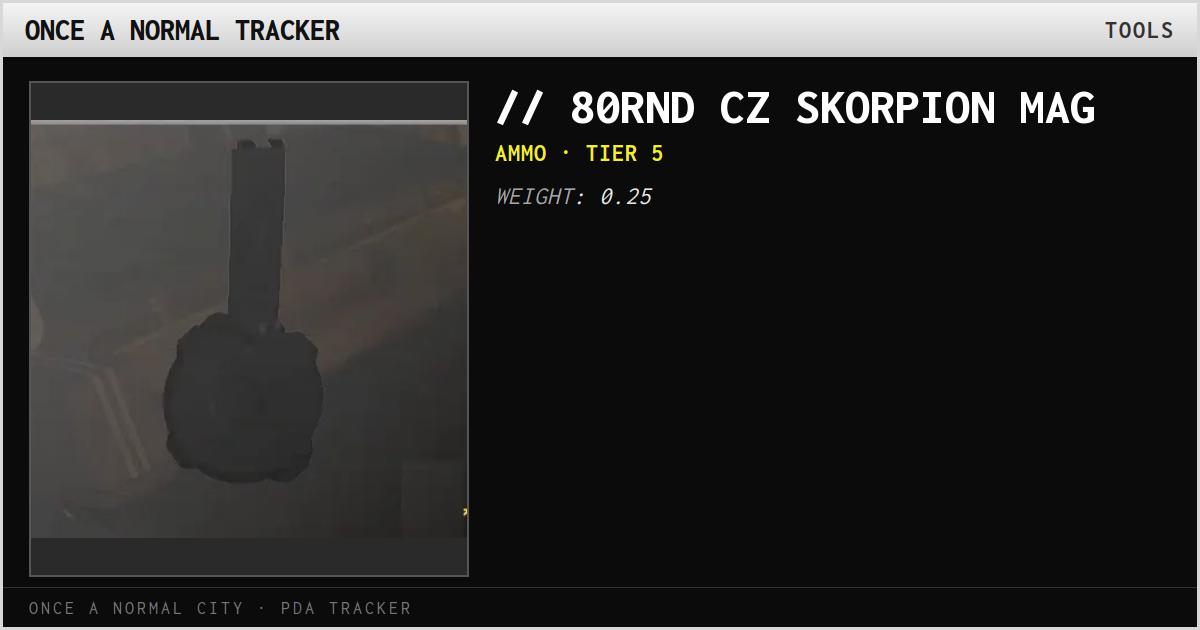 ONCE A NORMAL TRACKER
TOOLS
// 80RND CZ SKORPION MAG
AMMO · TIER 5
WEIGHT: 0.25
ONCE A NORMAL CITY · PDA TRACKER